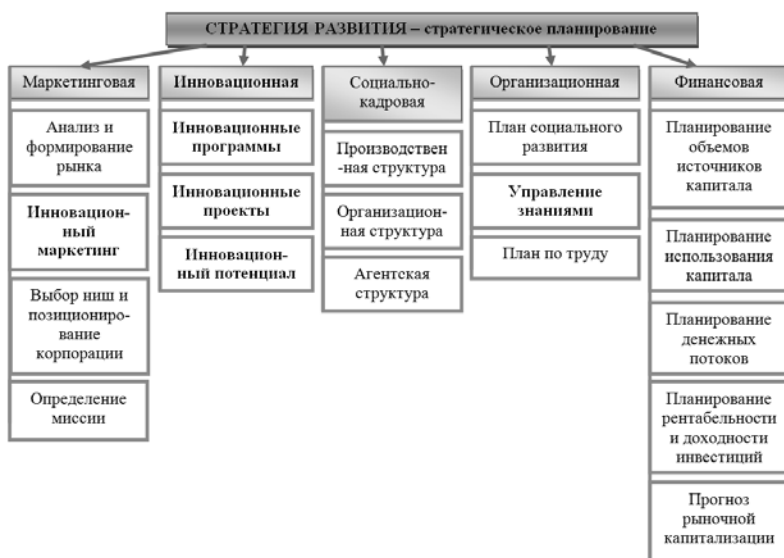 СТРАТЕГИЯ РАЗВИТИЯ – стратегическое планирование
Маркетинговая
Анализ и
формирование
рынка
Инновацион-
ный
маркетинг
Выбор ниш и
позициониро-
вание
корпорации
Определение
миссии
Инновационная
Инновационные
программы
Инновационные
проекты
Инновацион-
ный потенциал
Социально-
кадровая
Производствен
-ная структура
Организацион-
ная структура
Агентская
структура
Организационная
План социального
развития
Управление
знаниями
План по труду
Финансовая
Планирование
объемов
источников
капитала
Планирование
использования
капитала
Планирование
денежных
потоков
Планирование
рентабельности
и доходности
инвестиций
Прогноз
рыночной
капитализации